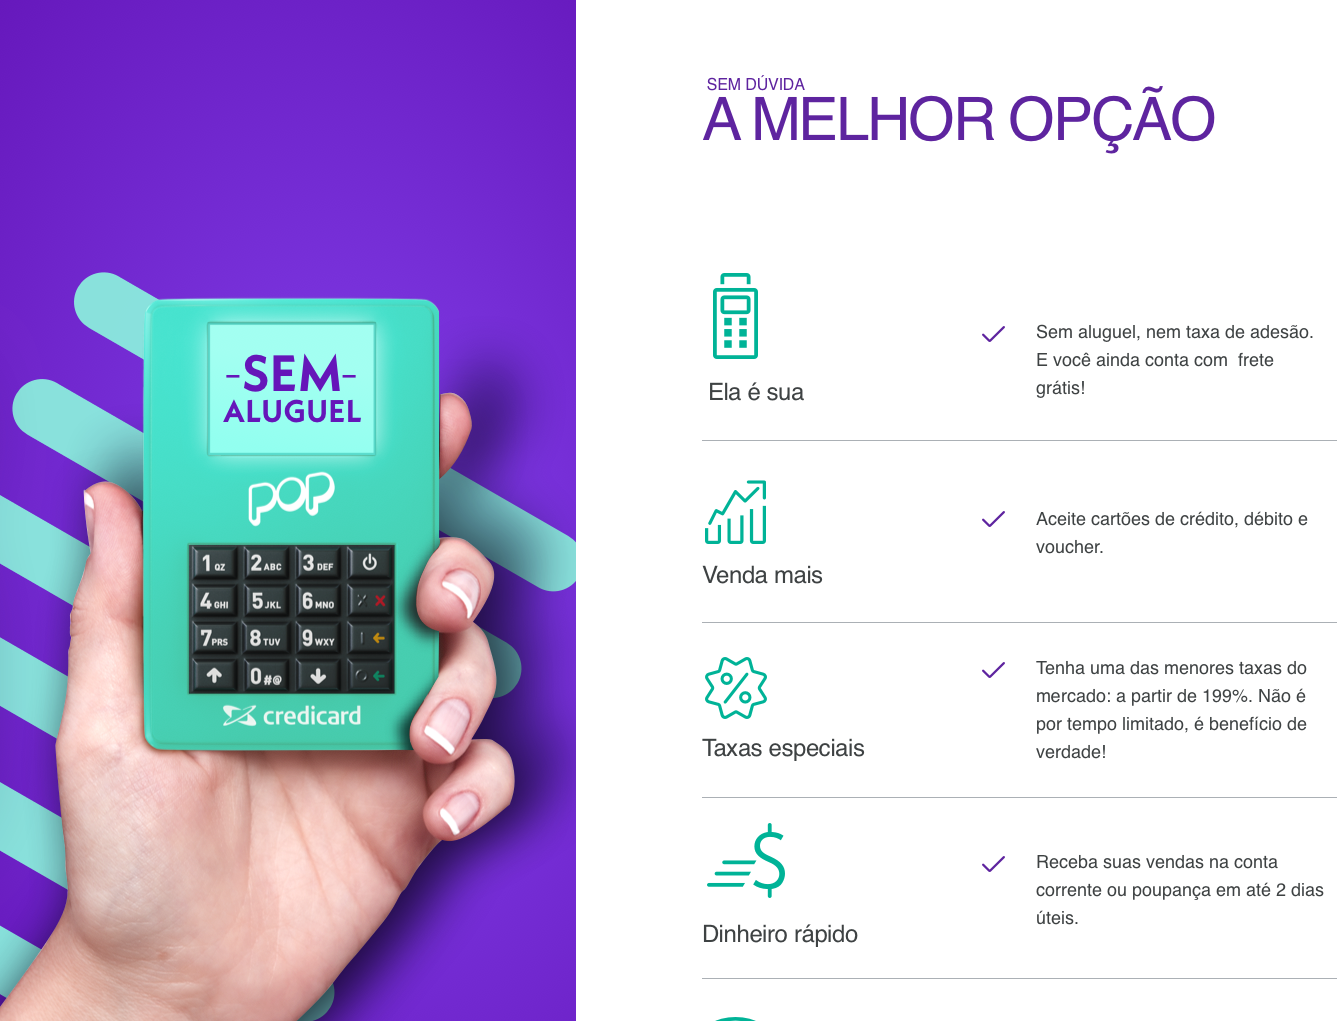 -SEM-
ALUGUEL
POP
1 QZ 2 ABC 3 DEF
4 GHI 5 JKL 6 MNO
7 PRS 8 TUV 9 WXY
0 #@
credicard
SEM DÚVIDA
A MELHOR OPÇÃO
Ela é sua
Sem aluguel, nem taxa de adesão.
E você ainda conta com  frete
grátis!
Venda mais
Aceite cartões de crédito, débito e
voucher.
Taxas especiais
Tenha uma das menores taxas do
mercado: a partir de 199%. Não é
por tempo limitado, é benefício de
verdade!
Dinheiro rápido
Receba suas vendas na conta
corrente ou poupança em até 2 dias
úteis.